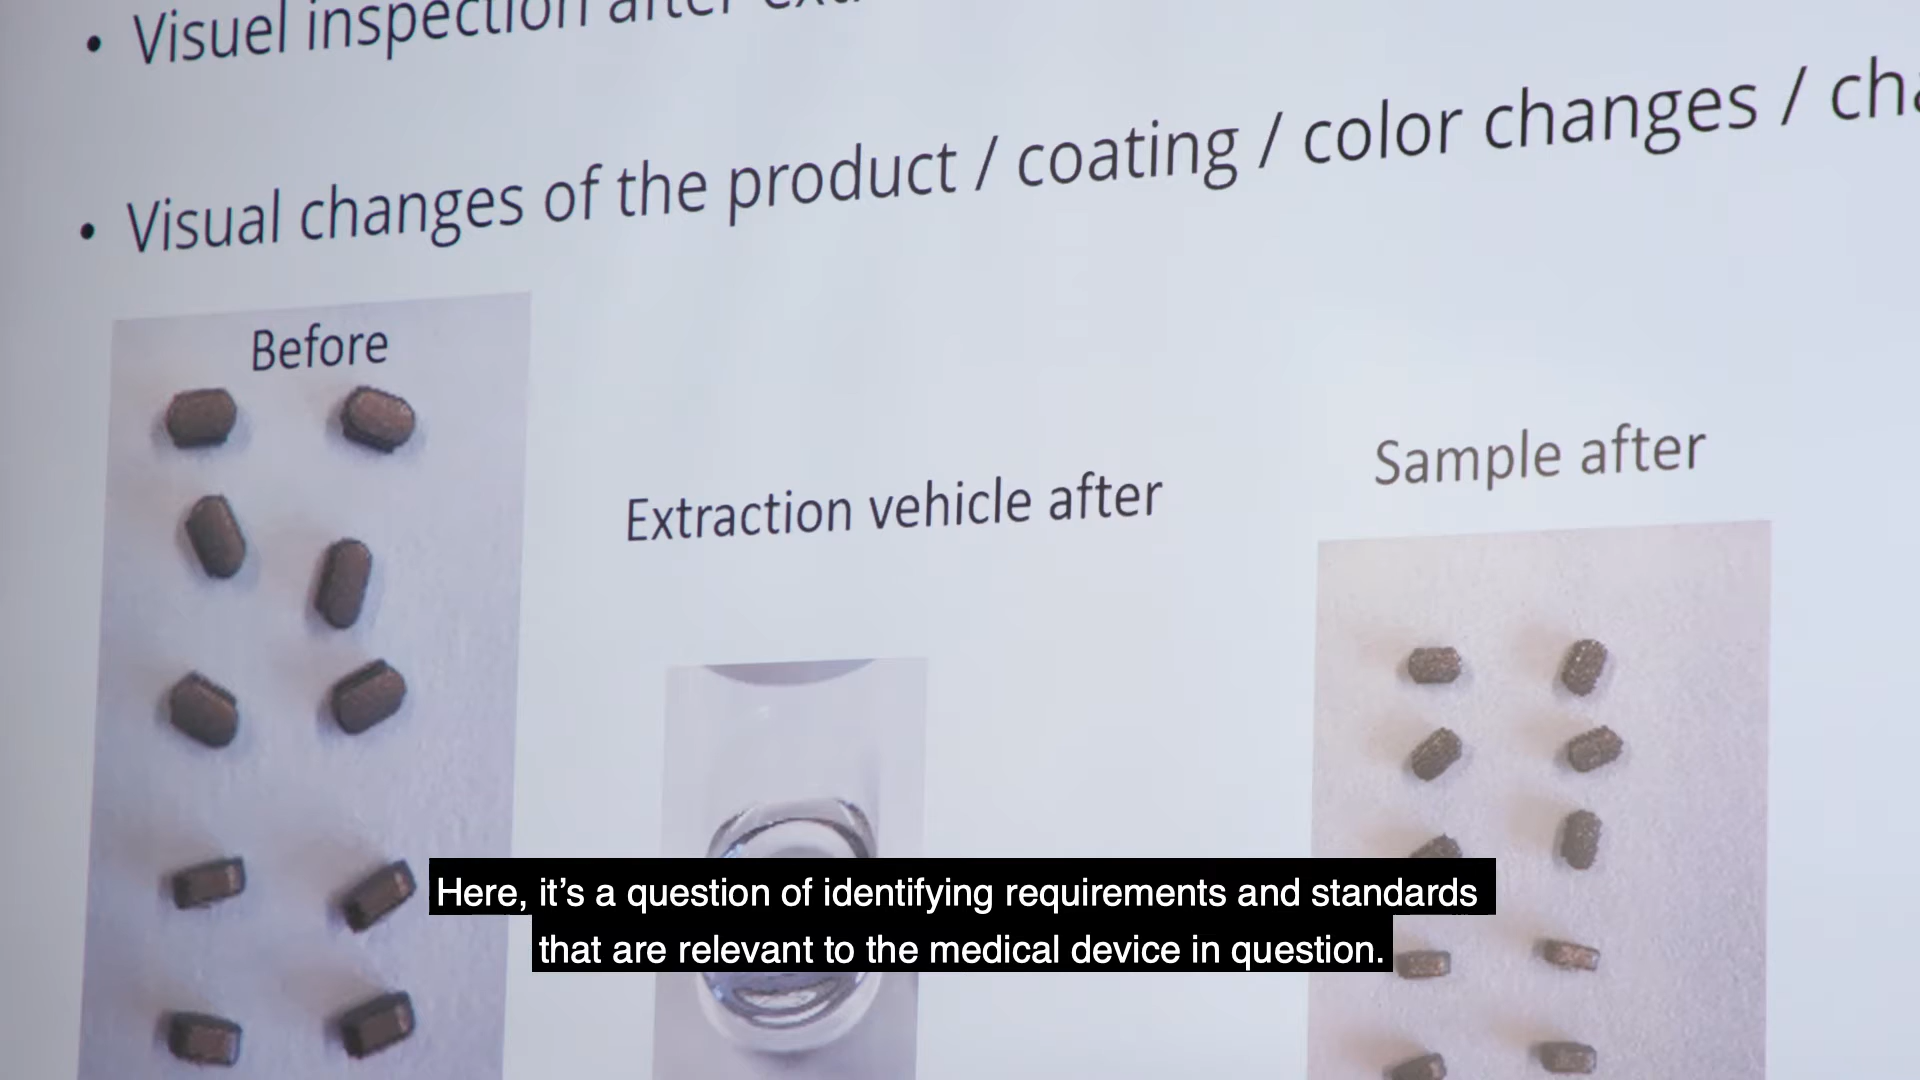 • Visuel inspection after
• Visual changes of the product / coating / color changes /
Before
Extraction vehicle after
Sample after
Here, it’s a question of identifying requirements and standards
that are relevant to the medical device in question.